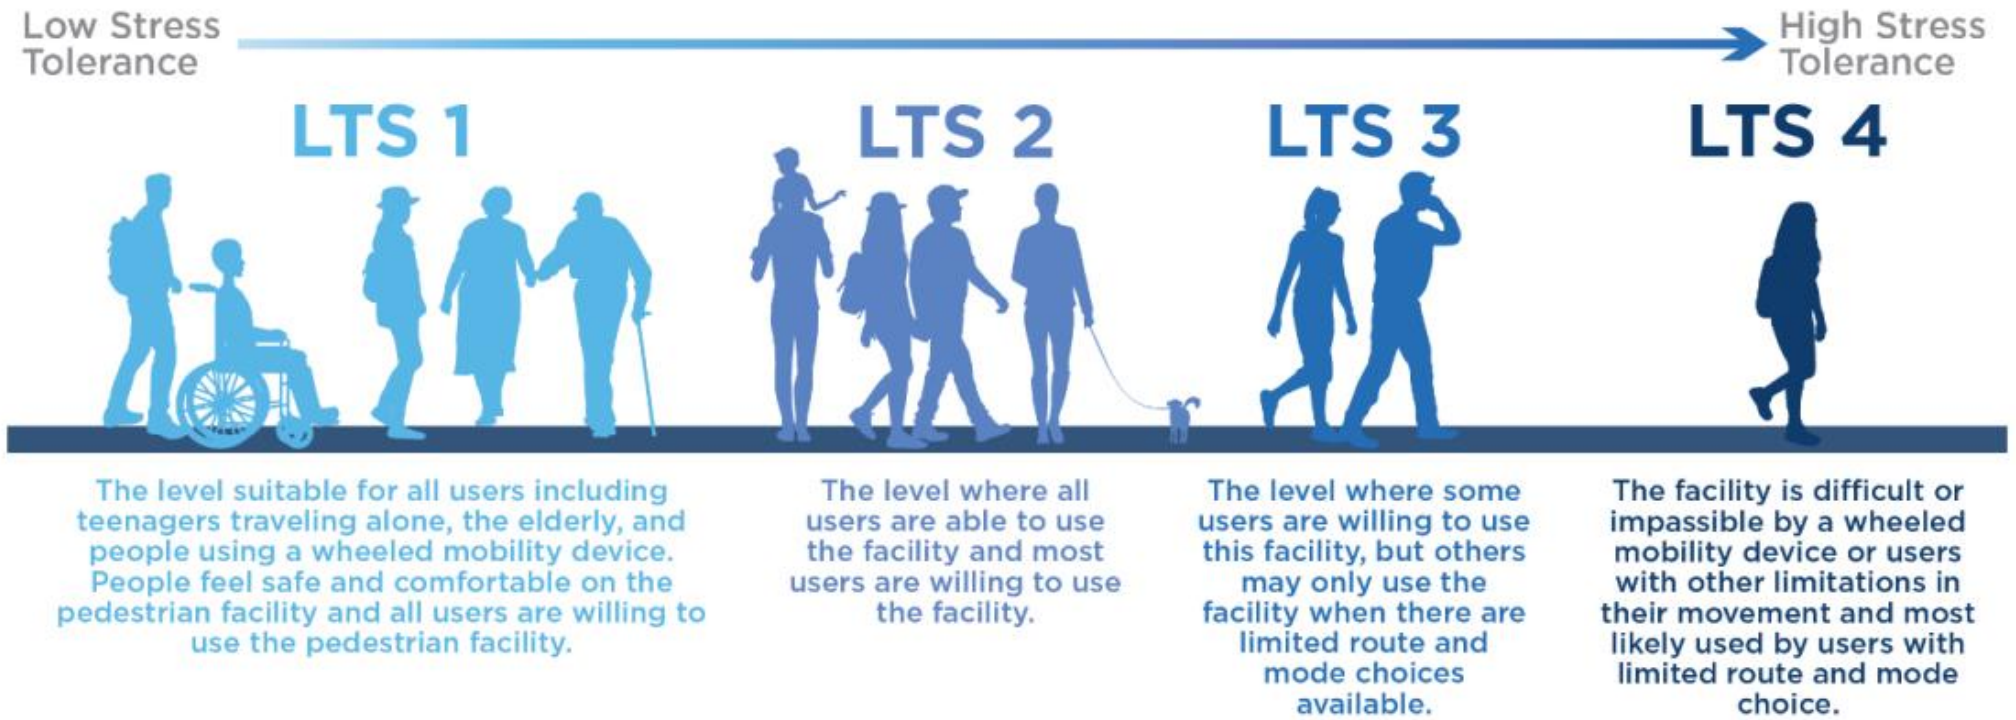 Low Stress
Tolerance
High Stress
Tolerance
LTS 1
LTS 2
LTS 3
LTS 4
The level suitable for all users including
teenagers traveling alone, the elderly, and
people using a wheeled mobility device.
People feel safe and comfortable on the
pedestrian facility and all users are willing to
use the pedestrian facility.
The level where all
users are able to use
the facility and most
users are willing to use
the facility.
The level where some
users are willing to use
this facility, but others
may only use the
facility when there are
limited route and
mode choices
available.
The facility is difficult or
impassible by a wheeled
mobility device or users
with other limitations in
their movement and most
likely used by users with
limited route and mode
choice.